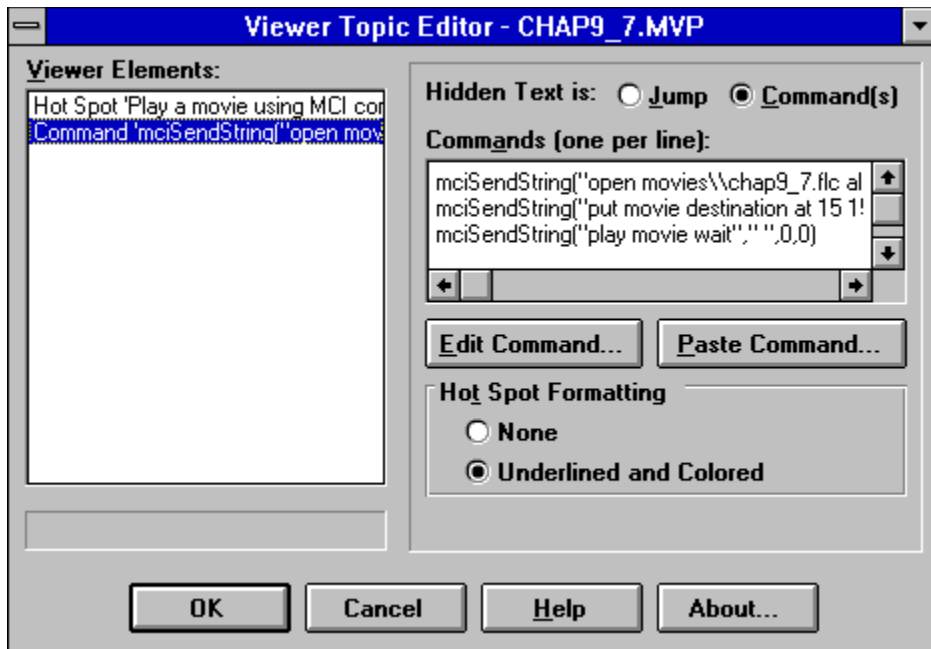 Viewer Topic Editor - CHAP9_7.MVP
Viewer Elements:
Hot Spot 'Play a movie using MCI cor
Command 'mciSendString("open mov
Hidden Text is: Jump Command(s)
Commands (one per line):
mciSendString("open movies\\chap9_7.flc al
mciSendString("put movie destination at 15 1
mciSendString("play movie wait"," ",0,0)
Edit Command... Paste Command...
Hot Spot Formatting
None
Underlined and Colored
OK Cancel Help About...